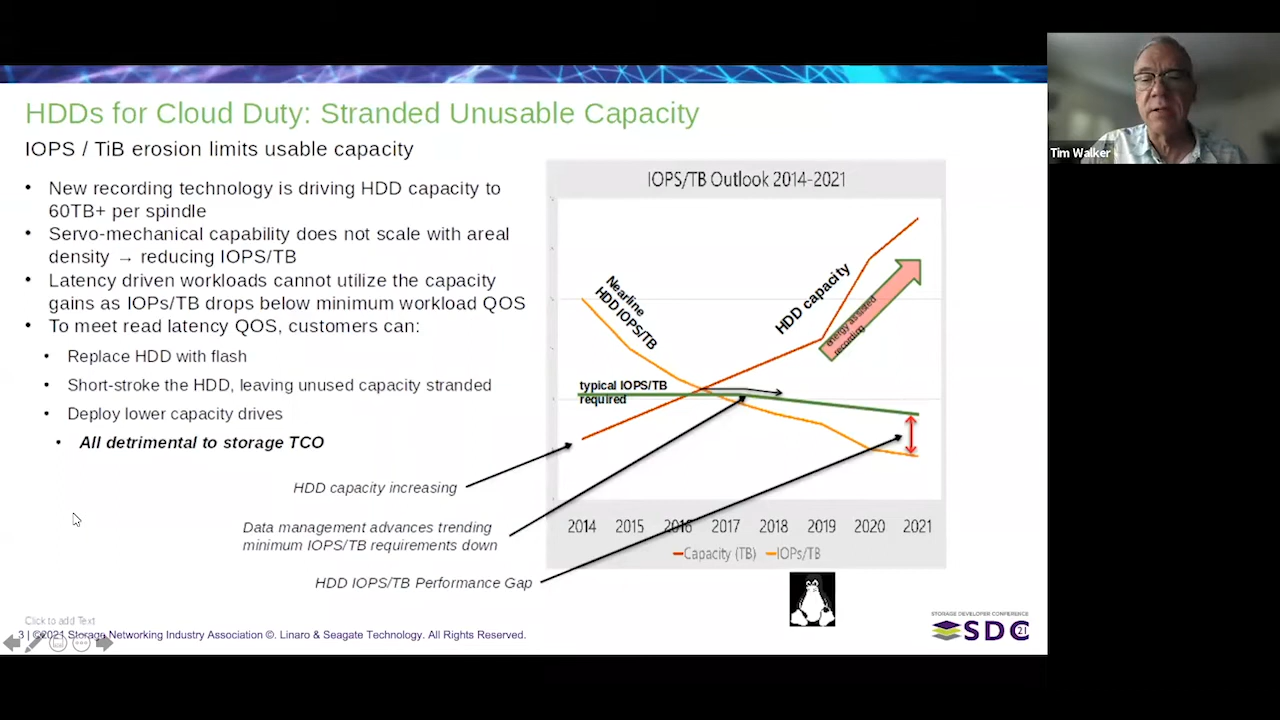 HDDs for Cloud Duty: Stranded Unusable Capacity
IOPS / TiB erosion limits usable capacity
• New recording technology is driving HDD capacity to
60TB+ per spindle
• Servo-mechanical capability does not scale with areal
density → reducing IOPS/TB
• Latency driven workloads cannot utilize the capacity
gains as IOPs/TB drops below minimum workload QOS
• To meet read latency QOS, customers can:
• Replace HDD with flash
• Short-stroke the HDD, leaving unused capacity stranded
• Deploy lower capacity drives
• All detrimental to storage TCO
HDD capacity increasing
Data management advances trending
minimum IOPS/TB requirements down
HDD IOPS/TB Performance Gap
IOPS/TB Outlook 2014-2021
Nearline
HDD IOPS/TB
HDD capacity
energy assisted
recording
typical IOPS/TB
required
2014 2015 2016 2017 2018 2019 2020 2021
Capacity (TB) IOPs/TB
Click to add Text
3 | ©2021 Storage Networking Industry Association ©. Linaro & Seagate Technology. All Rights Reserved.
STORAGE DEVELOPER CONFERENCE
SDC 21
Tim Walker